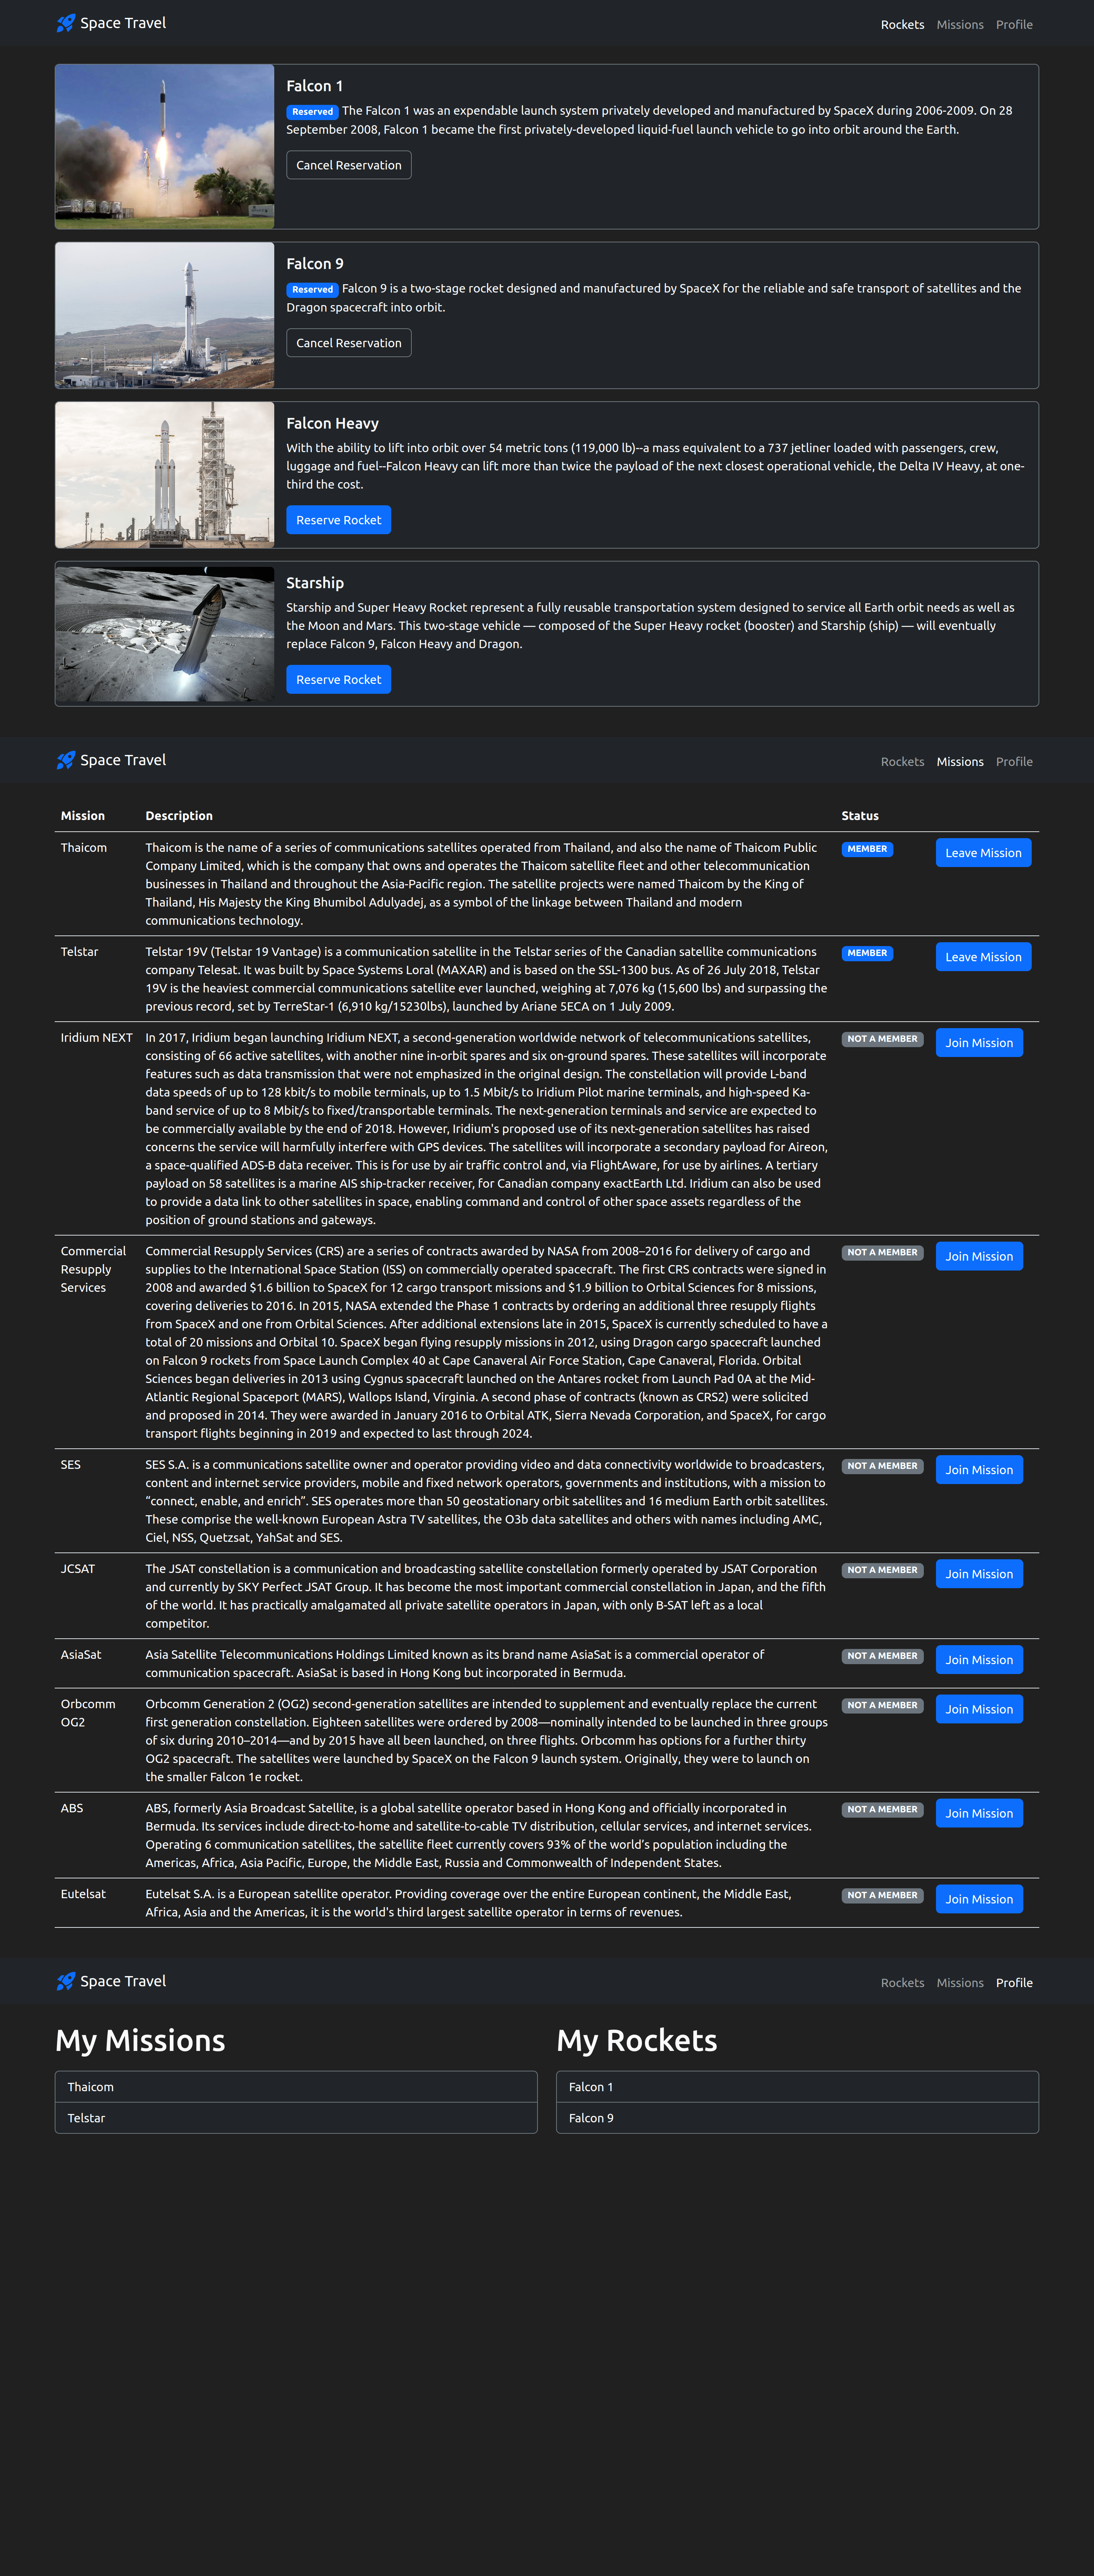 Space Travel
Rockets Missions Profile
Falcon 1
Reserved The Falcon 1 was an expendable launch system privately developed and manufactured by SpaceX during 2006-2009. On 28
September 2008, Falcon 1 became the first privately-developed liquid-fuel launch vehicle to go into orbit around the Earth.
Cancel Reservation
Falcon 9
Reserved Falcon 9 is a two-stage rocket designed and manufactured by SpaceX for the reliable and safe transport of satellites and the
Dragon spacecraft into orbit.
Cancel Reservation
Falcon Heavy
With the ability to lift into orbit over 54 metric tons (119,000 lb)--a mass equivalent to a 737 jetliner loaded with passengers, crew,
luggage and fuel--Falcon Heavy can lift more than twice the payload of the next closest operational vehicle, the Delta IV Heavy, at one-
third the cost.
Reserve Rocket
Starship
Starship and Super Heavy Rocket represent a fully reusable transportation system designed to service all Earth orbit needs as well as
the Moon and Mars. This two-stage vehicle — composed of the Super Heavy rocket (booster) and Starship (ship) — will eventually
replace Falcon 9, Falcon Heavy and Dragon.
Reserve Rocket
Space Travel
Rockets Missions Profile
Mission Description Status
Thaicom
Thaicom is the name of a series of communications satellites operated from Thailand, and also the name of Thaicom Public
Company Limited, which is the company that owns and operates the Thaicom satellite fleet and other telecommunication
businesses in Thailand and throughout the Asia-Pacific region. The satellite projects were named Thaicom by the King of
Thailand, His Majesty the King Bhumibol Adulyadej, as a symbol of the linkage between Thailand and modern
communications technology.
MEMBER
Leave Mission
Telstar
Telstar 19V (Telstar 19 Vantage) is a communication satellite in the Telstar series of the Canadian satellite communications
company Telesat. It was built by Space Systems Loral (MAXAR) and is based on the SSL-1300 bus. As of 26 July 2018, Telstar
19V is the heaviest commercial communications satellite ever launched, weighing at 7,076 kg (15,600 lbs) and surpassing the
previous record, set by TerreStar-1 (6,910 kg/15230lbs), launched by Ariane 5ECA on 1 July 2009.
MEMBER
Leave Mission
Iridium NEXT
In 2017, Iridium began launching Iridium NEXT, a second-generation worldwide network of telecommunications satellites,
consisting of 66 active satellites, with another nine in-orbit spares and six on-ground spares. These satellites will incorporate
features such as data transmission that were not emphasized in the original design. The constellation will provide L-band
data speeds of up to 128 kbit/s to mobile terminals, up to 1.5 Mbit/s to Iridium Pilot marine terminals, and high-speed Ka-
band service of up to 8 Mbit/s to fixed/transportable terminals. The next-generation terminals and service are expected to
be commercially available by the end of 2018. However, Iridium's proposed use of its next-generation satellites has raised
concerns the service will harmfully interfere with GPS devices. The satellites will incorporate a secondary payload for Aireon,
a space-qualified ADS-B data receiver. This is for use by air traffic control and, via FlightAware, for use by airlines. A tertiary
payload on 58 satellites is a marine AIS ship-tracker receiver, for Canadian company exactEarth Ltd. Iridium can also be used
to provide a data link to other satellites in space, enabling command and control of other space assets regardless of the
position of ground stations and gateways.
NOT A MEMBER
Join Mission
Commercial
Resupply
Services
Commercial Resupply Services (CRS) are a series of contracts awarded by NASA from 2008–2016 for delivery of cargo and
supplies to the International Space Station (ISS) on commercially operated spacecraft. The first CRS contracts were signed in
2008 and awarded $1.6 billion to SpaceX for 12 cargo transport missions and $1.9 billion to Orbital Sciences for 8 missions,
covering deliveries to 2016. In 2015, NASA extended the Phase 1 contracts by ordering an additional three resupply flights
from SpaceX and one from Orbital Sciences. After additional extensions late in 2015, SpaceX is currently scheduled to have a
total of 20 missions and Orbital 10. SpaceX began flying resupply missions in 2012, using Dragon cargo spacecraft launched
on Falcon 9 rockets from Space Launch Complex 40 at Cape Canaveral Air Force Station, Cape Canaveral, Florida. Orbital
Sciences began deliveries in 2013 using Cygnus spacecraft launched on the Antares rocket from Launch Pad 0A at the Mid-
Atlantic Regional Spaceport (MARS), Wallops Island, Virginia. A second phase of contracts (known as CRS2) were solicited
and proposed in 2014. They were awarded in January 2016 to Orbital ATK, Sierra Nevada Corporation, and SpaceX, for cargo
transport flights beginning in 2019 and expected to last through 2024.
NOT A MEMBER
Join Mission
SES
SES S.A. is a communications satellite owner and operator providing video and data connectivity worldwide to broadcasters,
content and internet service providers, mobile and fixed network operators, governments and institutions, with a mission to
“connect, enable, and enrich”. SES operates more than 50 geostationary orbit satellites and 16 medium Earth orbit satellites.
These comprise the well-known European Astra TV satellites, the O3b data satellites and others with names including AMC,
Ciel, NSS, Quetzsat, YahSat and SES.
NOT A MEMBER
Join Mission
JCSAT
The JSAT constellation is a communication and broadcasting satellite constellation formerly operated by JSAT Corporation
and currently by SKY Perfect JSAT Group. It has become the most important commercial constellation in Japan, and the fifth
of the world. It has practically amalgamated all private satellite operators in Japan, with only B-SAT left as a local
competitor.
NOT A MEMBER
Join Mission
AsiaSat
Asia Satellite Telecommunications Holdings Limited known as its brand name AsiaSat is a commercial operator of
communication spacecraft. AsiaSat is based in Hong Kong but incorporated in Bermuda.
NOT A MEMBER
Join Mission
Orbcomm
OG2
Orbcomm Generation 2 (OG2) second-generation satellites are intended to supplement and eventually replace the current
first generation constellation. Eighteen satellites were ordered by 2008—nominally intended to be launched in three groups
of six during 2010–2014—and by 2015 have all been launched, on three flights. Orbcomm has options for a further thirty
OG2 spacecraft. The satellites were launched by SpaceX on the Falcon 9 launch system. Originally, they were to launch on
the smaller Falcon 1e rocket.
NOT A MEMBER
Join Mission
ABS
ABS, formerly Asia Broadcast Satellite, is a global satellite operator based in Hong Kong and officially incorporated in
Bermuda. Its services include direct-to-home and satellite-to-cable TV distribution, cellular services, and internet services.
Operating 6 communication satellites, the satellite fleet currently covers 93% of the world’s population including the
Americas, Africa, Asia Pacific, Europe, the Middle East, Russia and Commonwealth of Independent States.
NOT A MEMBER
Join Mission
Eutelsat
Eutelsat S.A. is a European satellite operator. Providing coverage over the entire European continent, the Middle East,
Africa, Asia and the Americas, it is the world's third largest satellite operator in terms of revenues.
NOT A MEMBER
Join Mission
Space Travel
Rockets Missions Profile
My Missions
Thaicom
Telstar
My Rockets
Falcon 1
Falcon 9